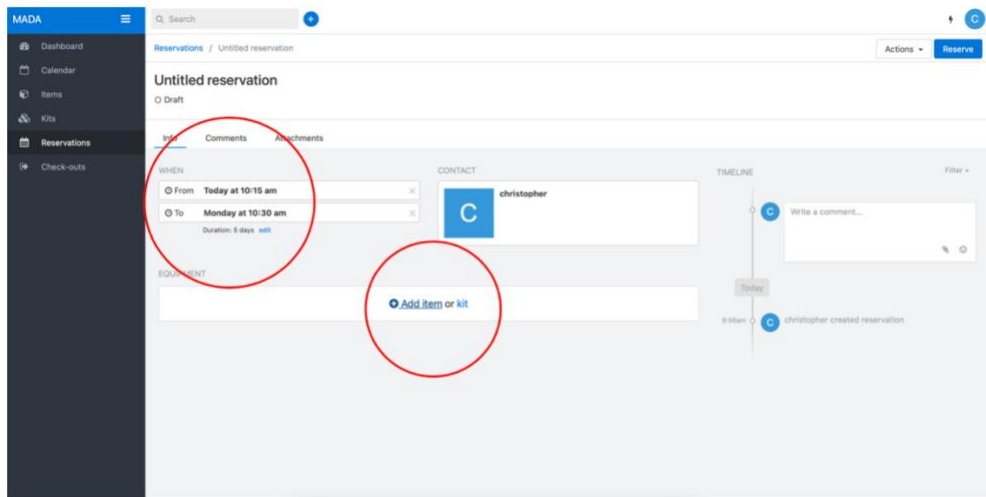 MADA
Search
C
Dashboard
Calendar
Items
Kits
Reservations
Check-outs
Reservations / Untitled reservation
Actions
Reserve
Untitled reservation
Draft
Info
Comments
Attachments
WHEN
From Today at 10:15 am
To Monday at 10:30 am
Duration: 5 days edit
CONTACT
C
christopher
EQUIPMENT
Add item or kit
TIMELINE
Filter
C
Write a comment...
Today
9:58am C christopher created reservation